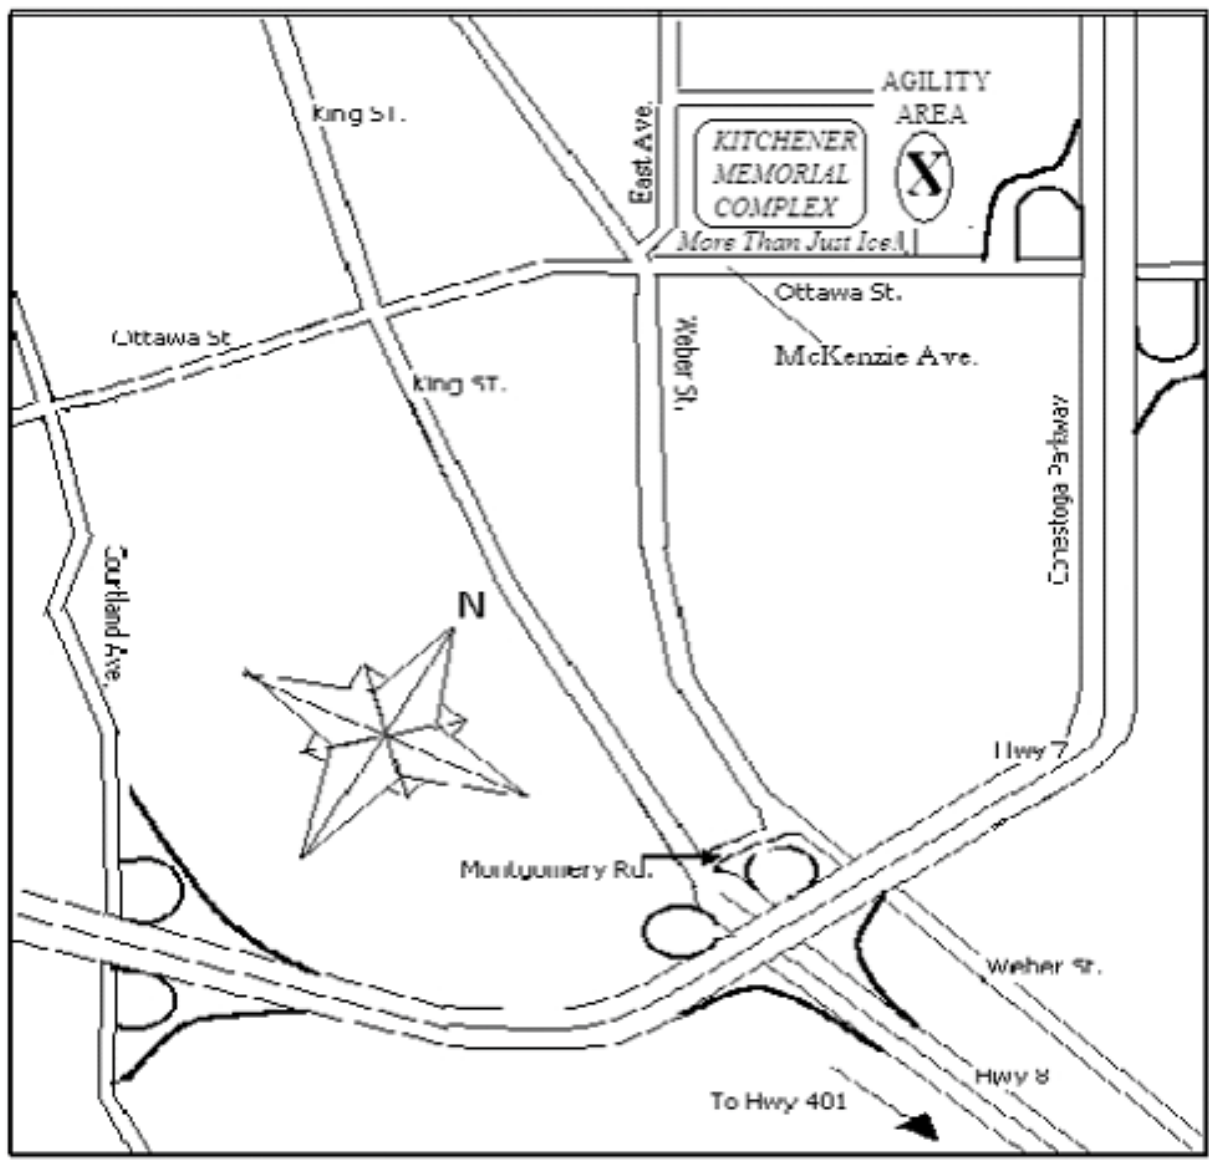 King ST.
East Ave.
AGILITY
AREA
KITCHENER
MEMORIAL
COMPLEX
X
More Than Just Ice!\
Ottawa St.
McKenzie Ave.
Ottawa St
King ST.
Weber St.
Conestoga Parkway
Courtland Ave.
N
Hwy 7
Montgomery Rd.
Weber St.
Hwy 8
To Hwy 401